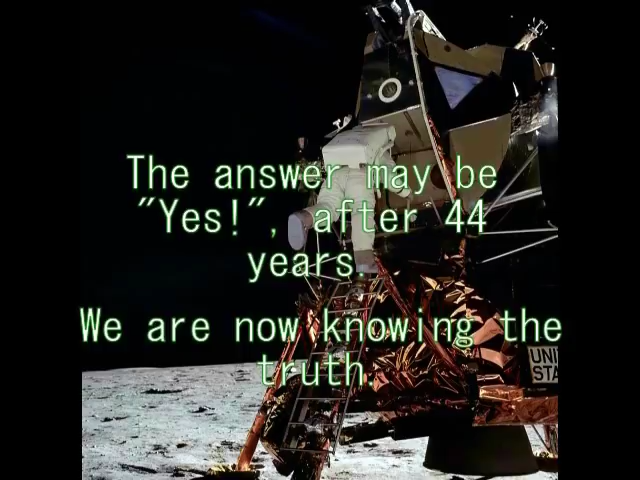 The answer may be
"Yes!", after 44
years.
We are now knowing the
truth.
UNI
STA